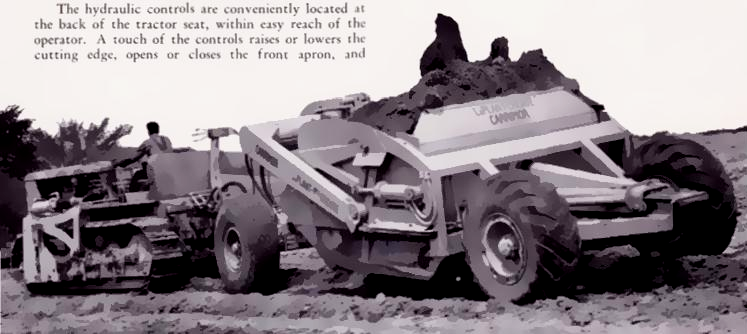 The hydraulic controls are conveniently located at
the back of the tractor seat, within easy reach of the
operator. A touch of the controls raises or lowers the
cutting edge, opens or closes the front apron, and
CARRIMOR